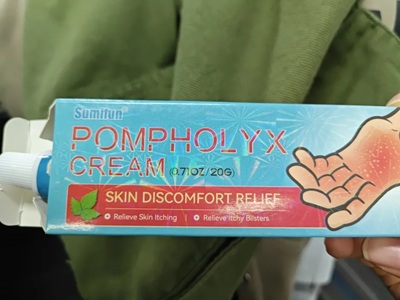 Sumifun®
POMPHOLYX
CREAM (0.71OZ/20G)
SKIN DISCOMFORT RELIEF
Relieve Skin Itching Relieve Itchy Blisters